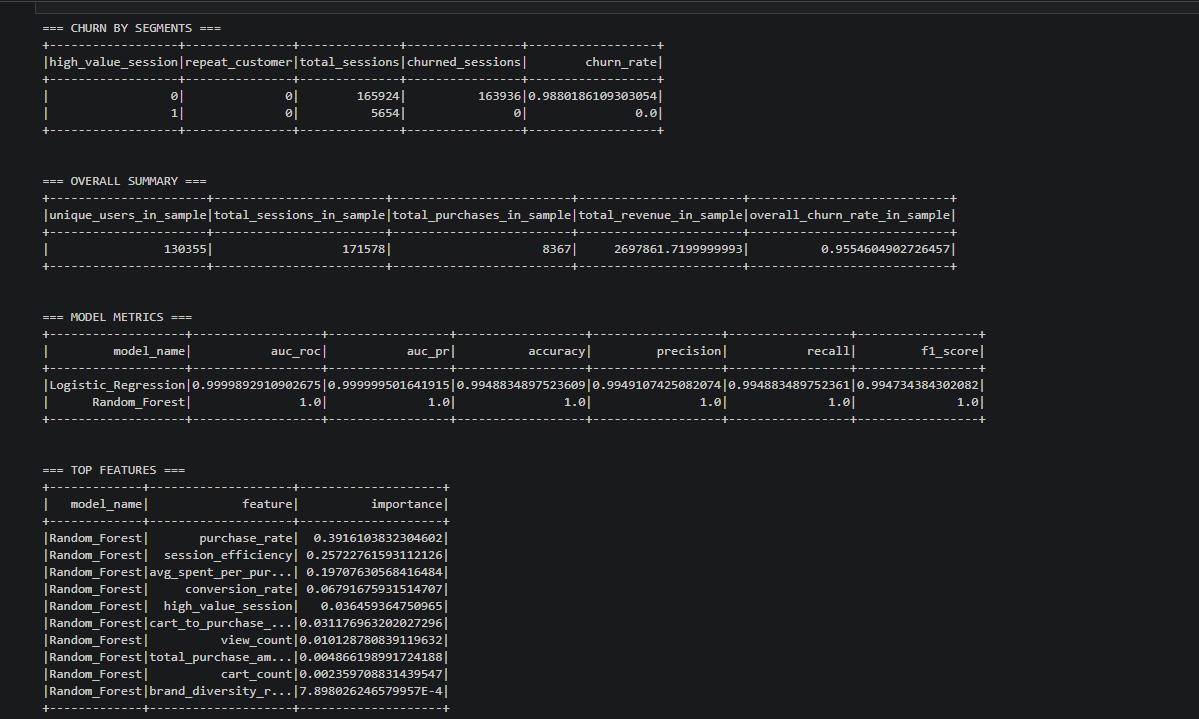 === CHURN BY SEGMENTS ===
+------------------+---------------+--------------+----------------+------------------+
|high_value_session|repeat_customer|total_sessions|churned_sessions|        churn_rate|
+------------------+---------------+--------------+----------------+------------------+
|                 0|              0|        165924|          163936|0.9880186109303054|
|                 1|              0|          5654|               0|               0.0|
+------------------+---------------+--------------+----------------+------------------+
=== OVERALL SUMMARY ===
+----------------------+------------------------+-------------------------+-----------------------+----------------------------+
|unique_users_in_sample|total_sessions_in_sample|total_purchases_in_sample|total_revenue_in_sample|overall_churn_rate_in_sample|
+----------------------+------------------------+-------------------------+-----------------------+----------------------------+
|                130355|                  171578|                     8367|     2697861.7199999993|          0.9554604902726457|
+----------------------+------------------------+-------------------------+-----------------------+----------------------------+
=== MODEL METRICS ===
+-------------------+------------------+-----------------+------------------+------------------+-----------------+-----------------+
|         model_name|           auc_roc|           auc_pr|          accuracy|         precision|           recall|         f1_score|
+-------------------+------------------+-----------------+------------------+------------------+-----------------+-----------------+
|Logistic_Regression|0.9999892910902675|0.999999501641915|0.9948834897523609|0.9949107425082074|0.994883489752361|0.994734384302082|
|      Random_Forest|               1.0|              1.0|               1.0|               1.0|              1.0|              1.0|
+-------------------+------------------+-----------------+------------------+------------------+-----------------+-----------------+
=== TOP FEATURES ===
+-------------+--------------------+--------------------+
|   model_name|             feature|          importance|
+-------------+--------------------+--------------------+
|Random_Forest|       purchase_rate|  0.3916103832304602|
|Random_Forest|  session_efficiency| 0.25722761593112126|
|Random_Forest|avg_spent_per_pur...| 0.19707630568416484|
|Random_Forest|     conversion_rate| 0.06791675931514707|
|Random_Forest|  high_value_session|   0.036459364750965|
|Random_Forest|cart_to_purchase_...|0.031176963202027296|
|Random_Forest|          view_count|0.010128780839119632|
|Random_Forest|total_purchase_am...|0.004866198991724188|
|Random_Forest|          cart_count|0.002359708831439547|
|Random_Forest|brand_diversity_r...|7.898026246579957E-4|
+-------------+--------------------+--------------------+